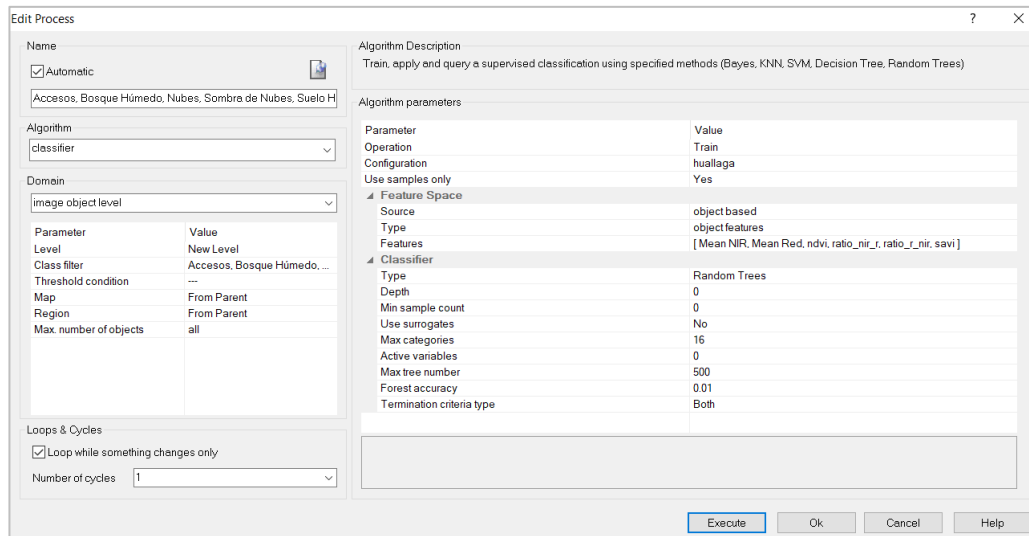 Edit Process
?
Name
Automatic
Accesos, Bosque Húmedo, Nubes, Sombra de Nubes, Suelo H
Algorithm
classifier
Domain
image object level
Parameter Value
Level New Level
Class filter Accesos, Bosque Húmedo, ...
Threshold condition ---
Map From Parent
Region From Parent
Max. number of objects all
Loops & Cycles
Loop while something changes only
Number of cycles 1
Algorithm Description
Train, apply and query a supervised classification using specified methods (Bayes, KNN, SVM, Decision Tree, Random Trees)
Algorithm parameters
Parameter Value
Operation Train
Configuration huallaga
Use samples only Yes
Feature Space
Source object based
Type object features
Features [ Mean NIR, Mean Red, ndvi, ratio_nir_r, ratio_r_nir, savi ]
Classifier
Type Random Trees
Depth 0
Min sample count 0
Use surrogates No
Max categories 16
Active variables 0
Max tree number 500
Forest accuracy 0.01
Termination criteria type Both
Execute Ok Cancel Help